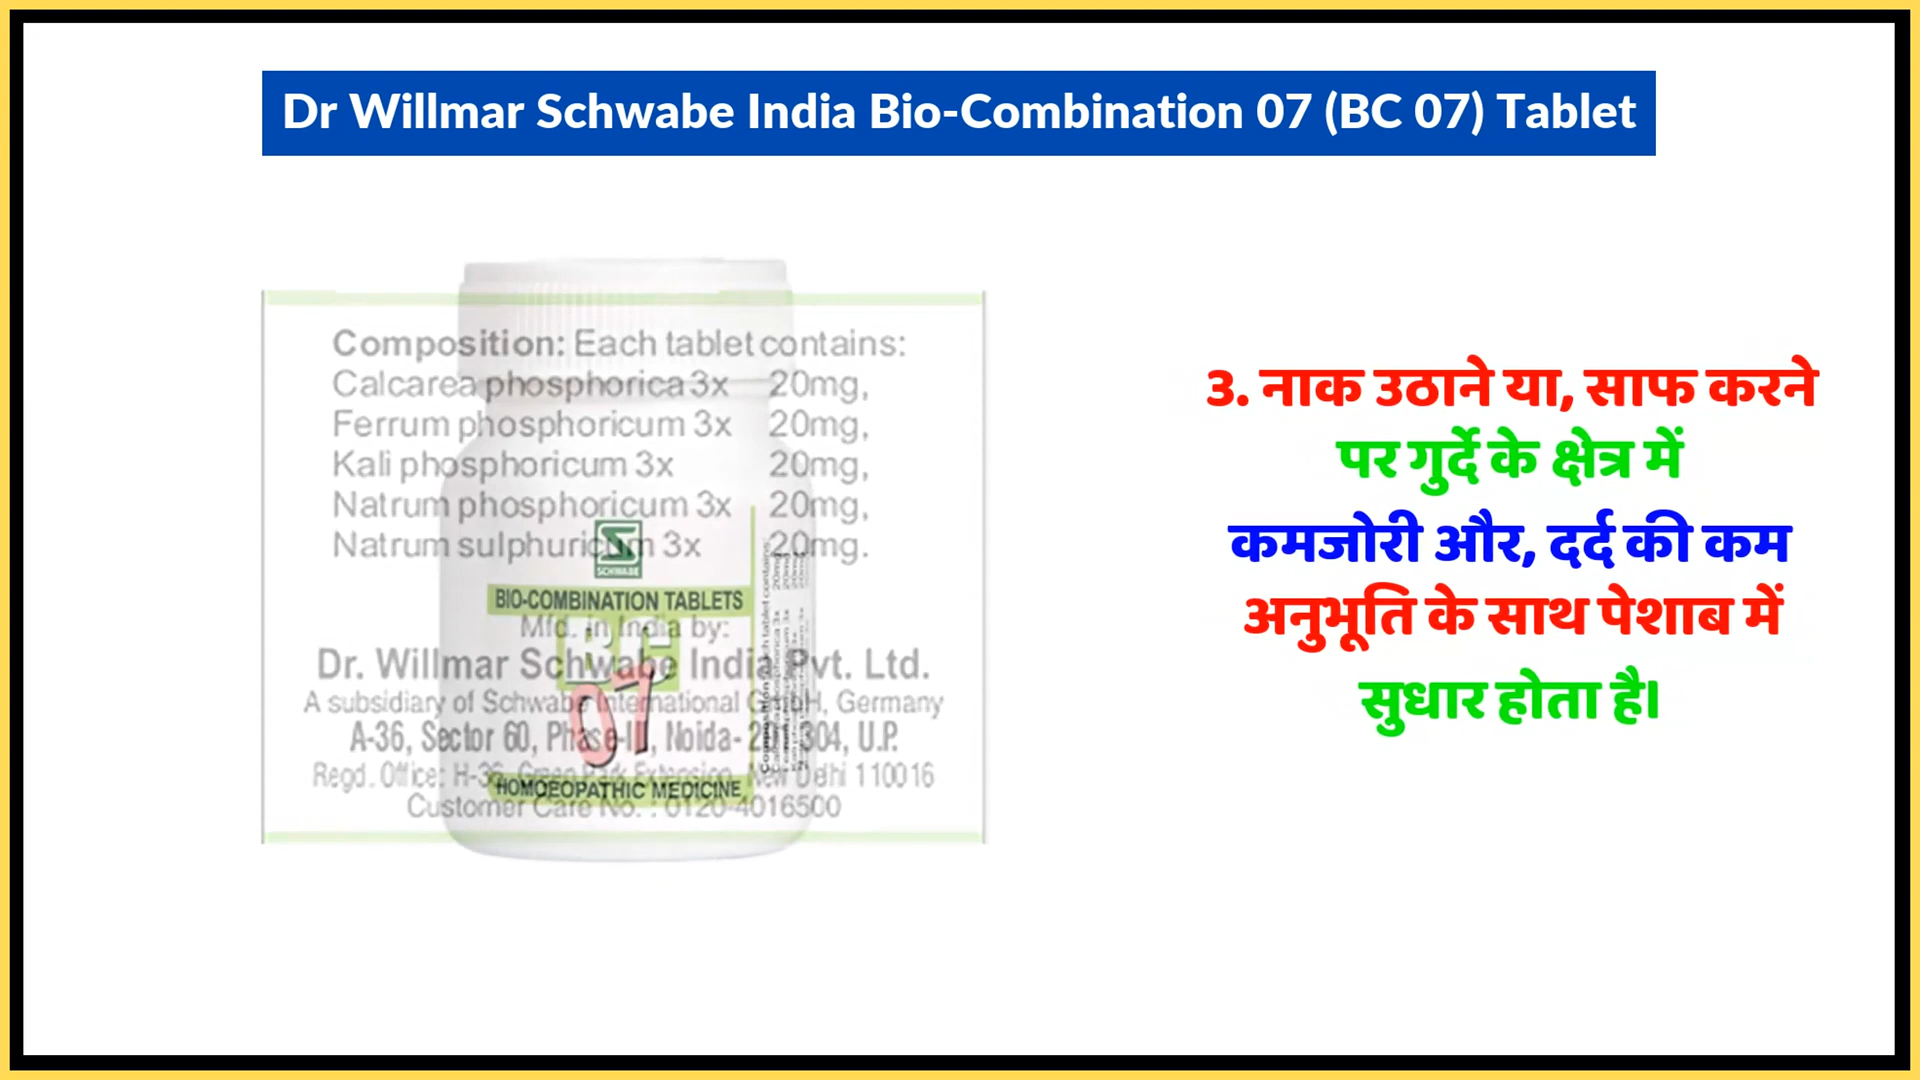 Dr Willmar Schwabe India Bio-Combination 07 (BC 07) Tablet
Composition: Each tablet contains:
Calcarea phosphorica 3x 20mg,
Ferrum phosphoricum 3x 20mg,
Kali phosphoricum 3x 20mg,
Natrum phosphoricum 3x 20mg,
Natrum sulphuricum 3x 20mg.
SCHWABE
BIO-COMBINATION TABLETS
Mfd. in India by:
BC
Dr. Willmar Schwabe India Pvt. Ltd.
07
A subsidiary of Schwabe International GmbH, Germany
A-36, Sector 60, Phase-III, Noida- 304, U.P.
Regd. Office: H-36, Green Park Extension, New Delhi 110016
HOMOEOPATHIC MEDICINE
Customer Care No. : 0120-4016500
3. नाक उठाने या, साफ करने
पर गुर्दे के क्षेत्र में
कमजोरी और, दर्द की कम
अनुभूति के साथ पेशाब में
सुधार होता है।